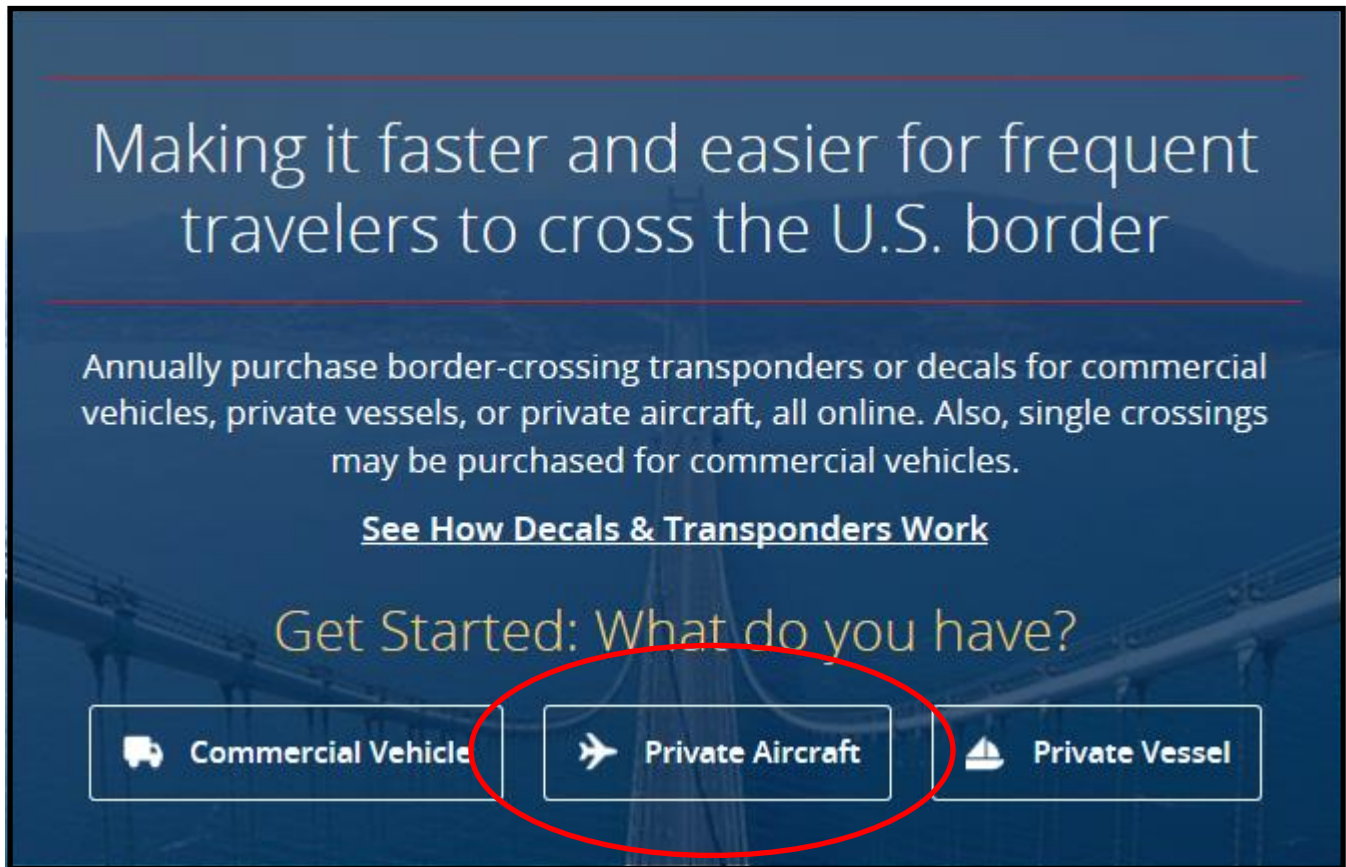 Making it faster and easier for frequent
travelers to cross the U.S. border
Annually purchase border-crossing transponders or decals for commercial
vehicles, private vessels, or private aircraft, all online. Also, single crossings
may be purchased for commercial vehicles.
See How Decals & Transponders Work
Get Started: What do you have?
Commercial Vehicle
Private Aircraft
Private Vessel